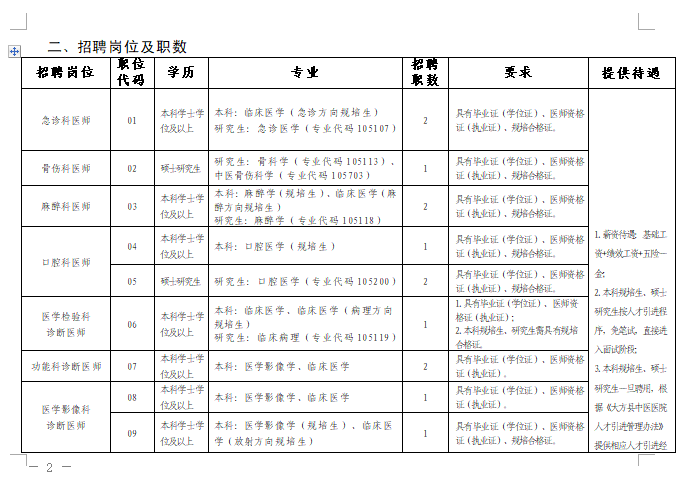 二、招聘岗位及职数
招聘岗位 职位代码 学历 专业 招聘职数 要求 提供待遇
急诊科医师 01 本科学士学位及以上 本科：临床医学（急诊方向规培生）
研究生：急诊医学（专业代码105107） 2 具有毕业证（学位证）、医师资格证（执业证）、规培合格证。
骨伤科医师 02 硕士研究生 研究生：骨科学（专业代码105113）、中医骨伤科学（专业代码105703） 1 具有毕业证（学位证）、医师资格证（执业证）、规培合格证。
麻醉科医师 03 本科学士学位及以上 本科：麻醉学（规培生）、临床医学（麻醉方向规培生）
研究生：麻醉学（专业代码105118） 2 具有毕业证（学位证）、医师资格证（执业证）、规培合格证。
口腔科医师 04 本科学士学位及以上 本科：口腔医学（规培生） 1 具有毕业证（学位证）、医师资格证（执业证）、规培合格证。
05 硕士研究生 研究生：口腔医学（专业代码105200） 2 具有毕业证（学位证）、医师资格证（执业证）、规培合格证。
医学检验科诊断医师 06 本科学士学位及以上 本科：临床医学、临床医学（病理方向规培生）
研究生：临床病理（专业代码105119） 1 1.具有毕业证（学位证）、医师资格证（执业证）；
2.本科规培生、研究生需具有规培合格证。
功能科诊断医师 07 本科学士学位及以上 本科：医学影像学、临床医学 2 具有毕业证（学位证）、医师资格证（执业证）。
医学影像科诊断医师 08 本科学士学位及以上 本科：医学影像学、临床医学 1 具有毕业证（学位证）、医师资格证（执业证）。
09 本科学士学位及以上 本科：医学影像学（规培生）、临床医学（放射方向规培生） 1 具有毕业证（学位证）、医师资格证（执业证）、规培合格证。
1.薪资待遇：基础工
资+绩效工资+五险一
金；
2.本科规培生、硕士
研究生按人才引进程
序，免笔试，直接进
入面试阶段；
3.本科规培生、硕士
研究生一旦聘用，根
据《大方县中医医院
人才引进管理办法》
提供相应人才引进经
— 2 —